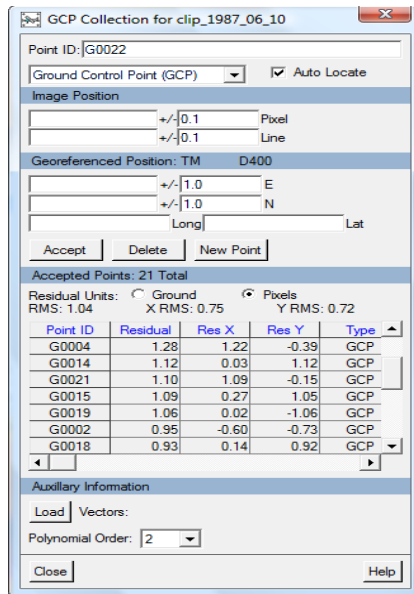 GCP Collection for clip_1987_06_10
Point ID: G0022
Ground Control Point (GCP) Auto Locate
Image Position
+/- 0.1 Pixel
+/- 0.1 Line
Georeferenced Position: TM D400
+/- 1.0 E
+/- 1.0 N
Long Lat
Accept Delete New Point
Accepted Points: 21 Total
Residual Units: Ground Pixels
RMS: 1.04 X RMS: 0.75 Y RMS: 0.72
Point ID Residual Res X Res Y Type
G0004 1.28 1.22 -0.39 GCP
G0014 1.12 0.03 1.12 GCP
G0021 1.10 1.09 -0.15 GCP
G0015 1.09 0.27 1.05 GCP
G0019 1.06 0.02 -1.06 GCP
G0002 0.95 -0.60 -0.73 GCP
G0018 0.93 0.14 0.92 GCP
Auxillary Information
Load Vectors:
Polynomial Order: 2
Close Help